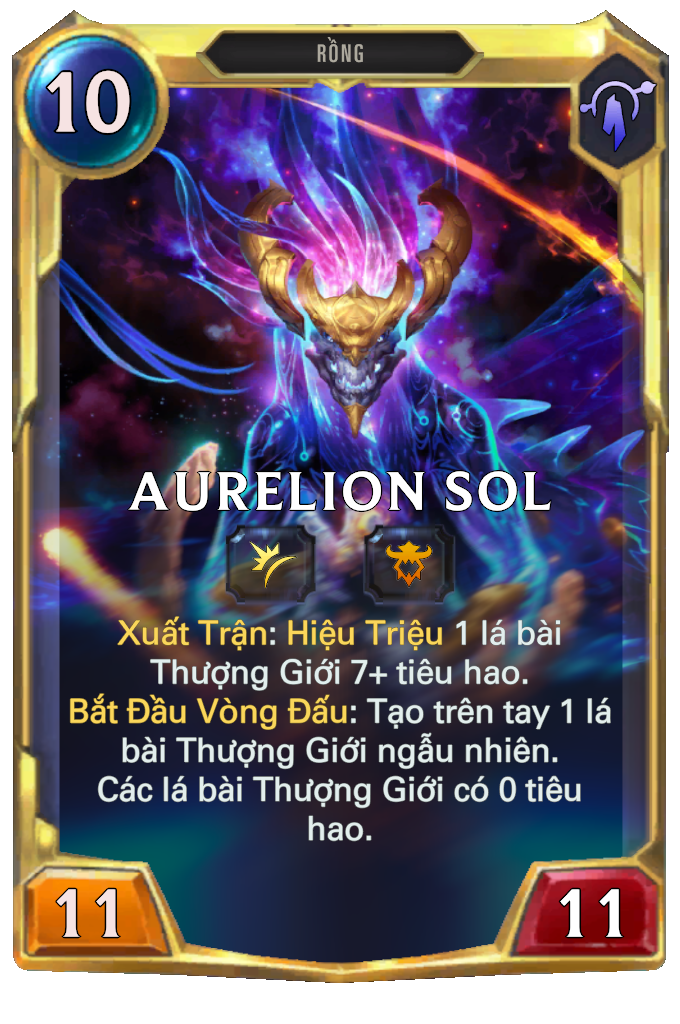 RỒNG
10
AURELION SOL
Xuất Trận: Hiệu Triệu 1 lá bài
Thượng Giới 7+ tiêu hao.
Bắt Đầu Vòng Đấu: Tạo trên tay 1 lá
bài Thượng Giới ngẫu nhiên.
Các lá bài Thượng Giới có 0 tiêu
hao.
11
11